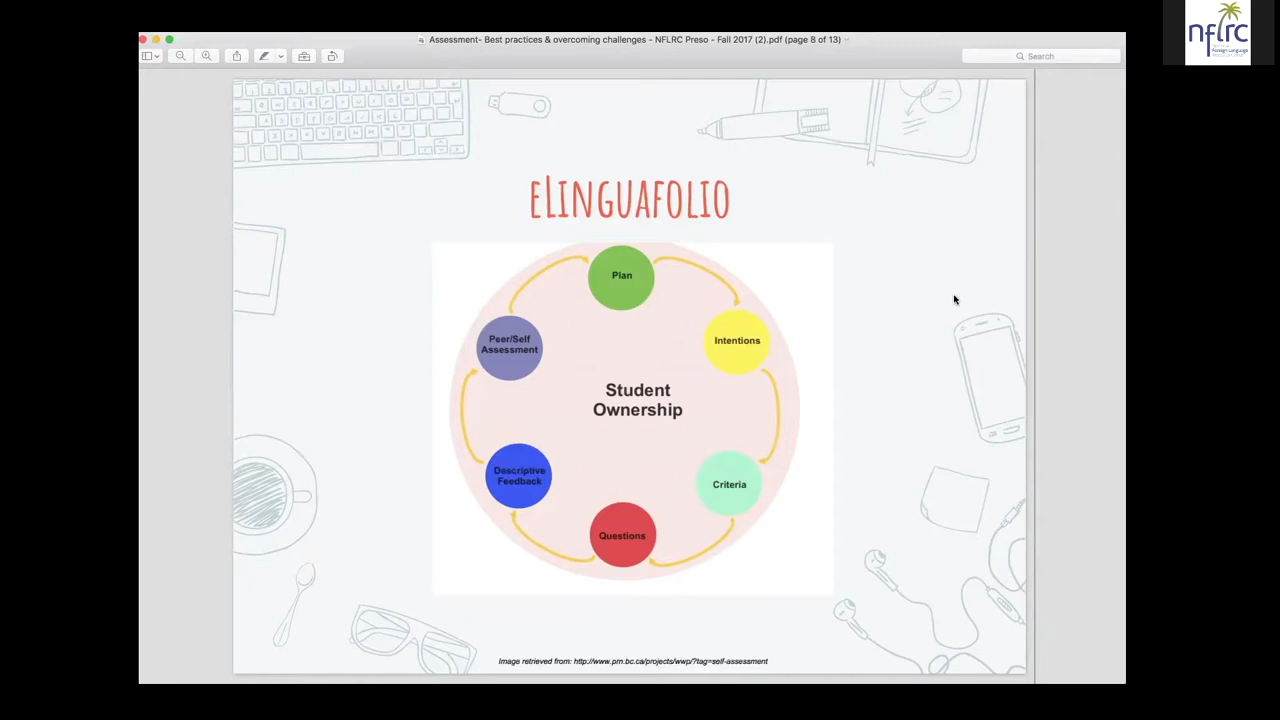 nflrc
Foreign Language
Assessment- Best practices & overcoming challenges - NFLRC Preso - Fall 2017 (2).pdf (page 8 of 13)
Search
eLinguafolio
Plan
Peer/Self
Assessment
Intentions
Student
Ownership
Descriptive
Feedback
Criteria
Questions
Image retrieved from: http://www.prn.bc.ca/projects/wwp/?tag=self-assessment